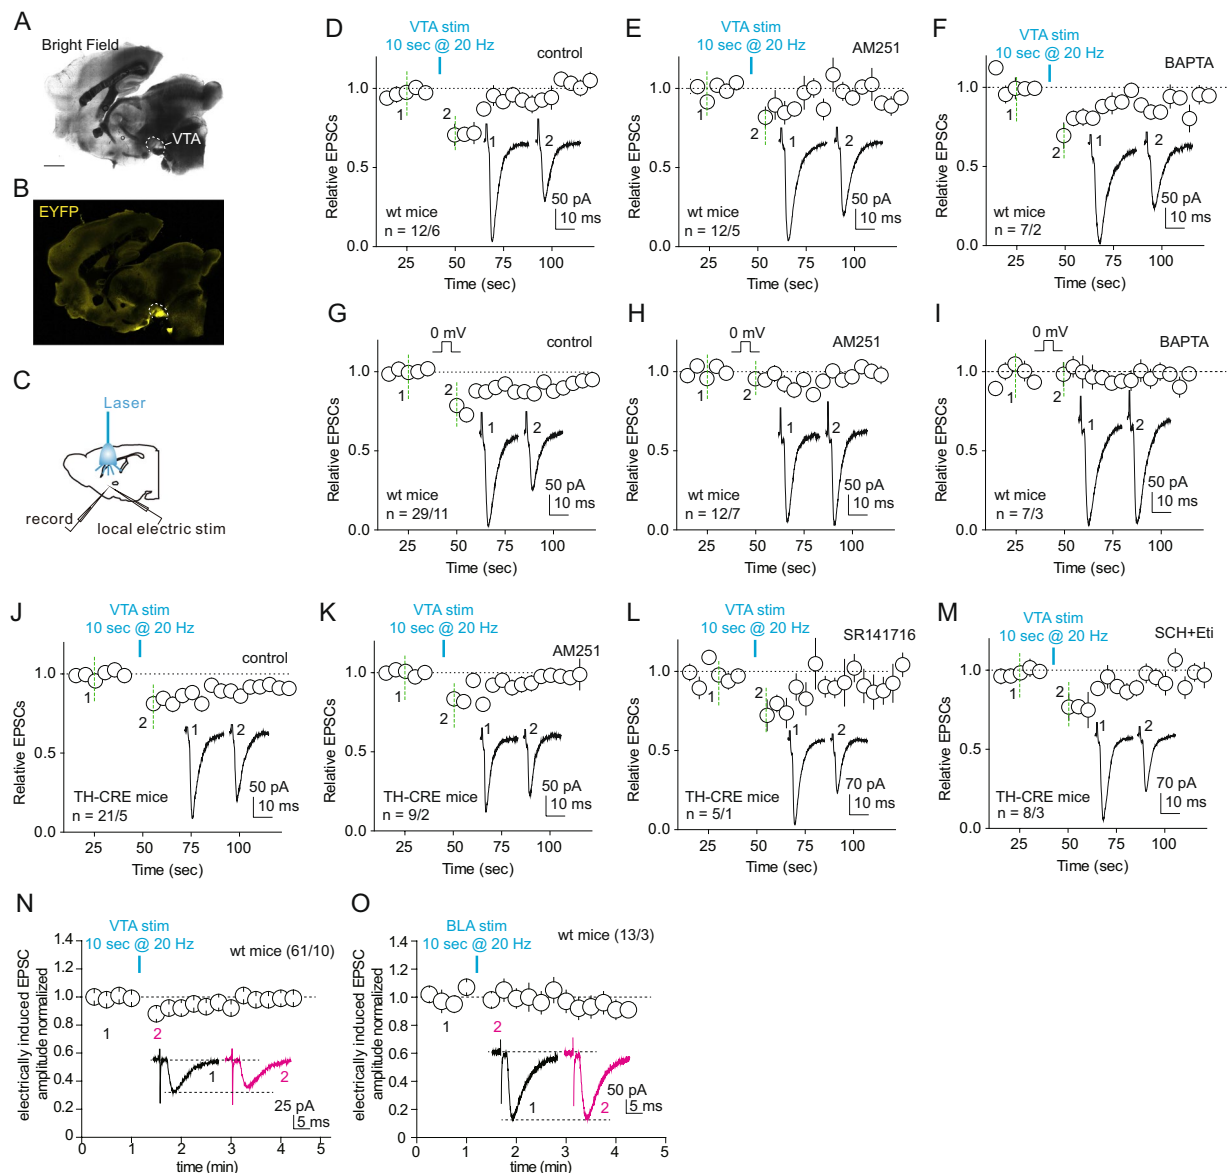 A
Bright Field
VTA
B
EYFP
C
Laser
record
local electric stim
D
VTA stim
10 sec @ 20 Hz
control
1.0
0.5
0.0
Relative EPSCs
1
2
1
2
50 pA
10 ms
wt mice
n = 12/6
25
50
75
100
Time (sec)
E
VTA stim
10 sec @ 20 Hz
AM251
1.0
0.5
0.0
Relative EPSCs
1
2
1
2
50 pA
10 ms
wt mice
n = 12/5
25
50
75
100
Time (sec)
F
VTA stim
10 sec @ 20 Hz
BAPTA
1.0
0.5
0.0
Relative EPSCs
1
2
1
2
50 pA
10 ms
wt mice
n = 7/2
25
50
75
100
Time (sec)
G
0 mV
control
1.0
0.5
0.0
Relative EPSCs
1
2
1
2
50 pA
10 ms
wt mice
n = 29/11
25
50
75
100
Time (sec)
H
0 mV
AM251
1.0
0.5
0.0
Relative EPSCs
1
2
1
2
50 pA
10 ms
wt mice
n = 12/7
25
50
75
100
Time (sec)
I
0 mV
BAPTA
1.0
0.5
0.0
Relative EPSCs
1
2
1
2
50 pA
10 ms
wt mice
n = 7/3
25
50
75
100
Time (sec)
J
VTA stim
10 sec @ 20 Hz
control
1.0
0.5
0.0
Relative EPSCs
1
2
1
2
50 pA
10 ms
TH-CRE mice
n = 21/5
25
50
75
100
Time (sec)
K
VTA stim
10 sec @ 20 Hz
AM251
1.0
0.5
0.0
Relative EPSCs
1
2
1
2
50 pA
10 ms
TH-CRE mice
n = 9/2
25
50
75
100
Time (sec)
L
VTA stim
10 sec @ 20 Hz
SR141716
1.0
0.5
0.0
Relative EPSCs
1
2
1
2
70 pA
10 ms
TH-CRE mice
n = 5/1
25
50
75
100
Time (sec)
M
VTA stim
10 sec @ 20 Hz
SCH+Eti
1.0
0.5
0.0
Relative EPSCs
1
2
1
2
70 pA
10 ms
TH-CRE mice
n = 8/3
25
50
75
100
Time (sec)
N
VTA stim
10 sec @ 20 Hz
wt mice (61/10)
1.4
1.2
1.0
0.8
0.6
0.4
0.2
0
electrically induced EPSC
amplitude normalized
1
2
1
2
25 pA
5 ms
0
1
2
3
4
5
time (min)
O
BLA stim
10 sec @ 20 Hz
wt mice (13/3)
1.4
1.2
1.0
0.8
0.6
0.4
0.2
0
electrically induced EPSC
amplitude normalized
1
2
1
2
50 pA
5 ms
0
1
2
3
4
5
time (min)